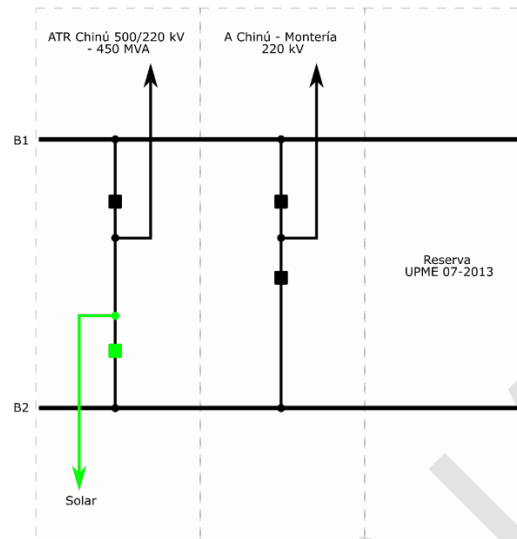 ATR Chinú 500/220 kV
- 450 MVA
A Chinú - Montería
220 kV
B1
Reserva
UPME 07-2013
B2
Solar